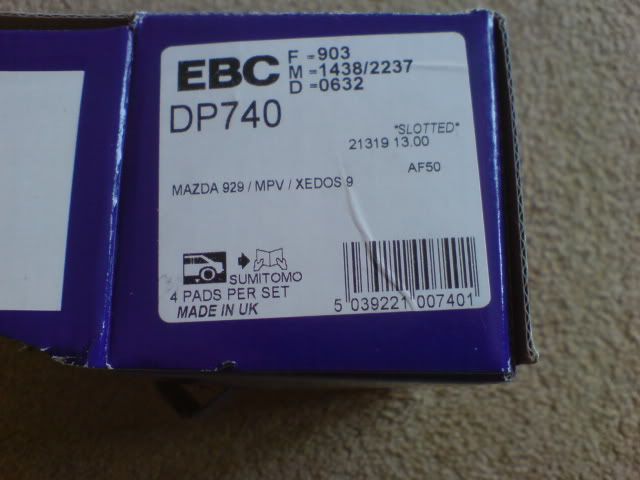 EBC
F =903
M =1438/2237
D =0632
DP740
*SLOTTED*
21319 13.00
AF50
MAZDA 929 / MPV / XEDOS 9
SUMITOMO
4 PADS PER SET
MADE IN UK
5 039221 007401